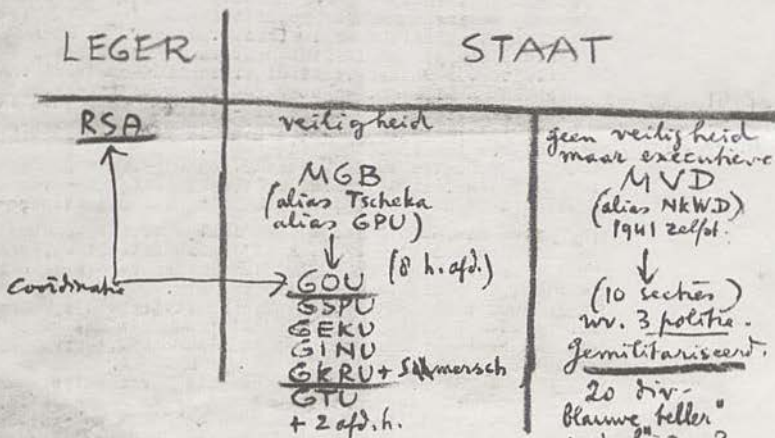 LEGER
STAAT
RSA
veiligheid
geen veiligheid
maar executieve
MGB
(alias Tscheka
alias GPU)
MVD
(alias NKWD)
1941 zelfst.
Coördinatie
GOU (8 h. afd.)
GSPU
GEKU
GINU
GKRU + Smersch
GTU
+ 2 afd. h.
(10 secties)
wv. 3 politie.
Gemilitariseerd.
20 div-
blauwe "teller"